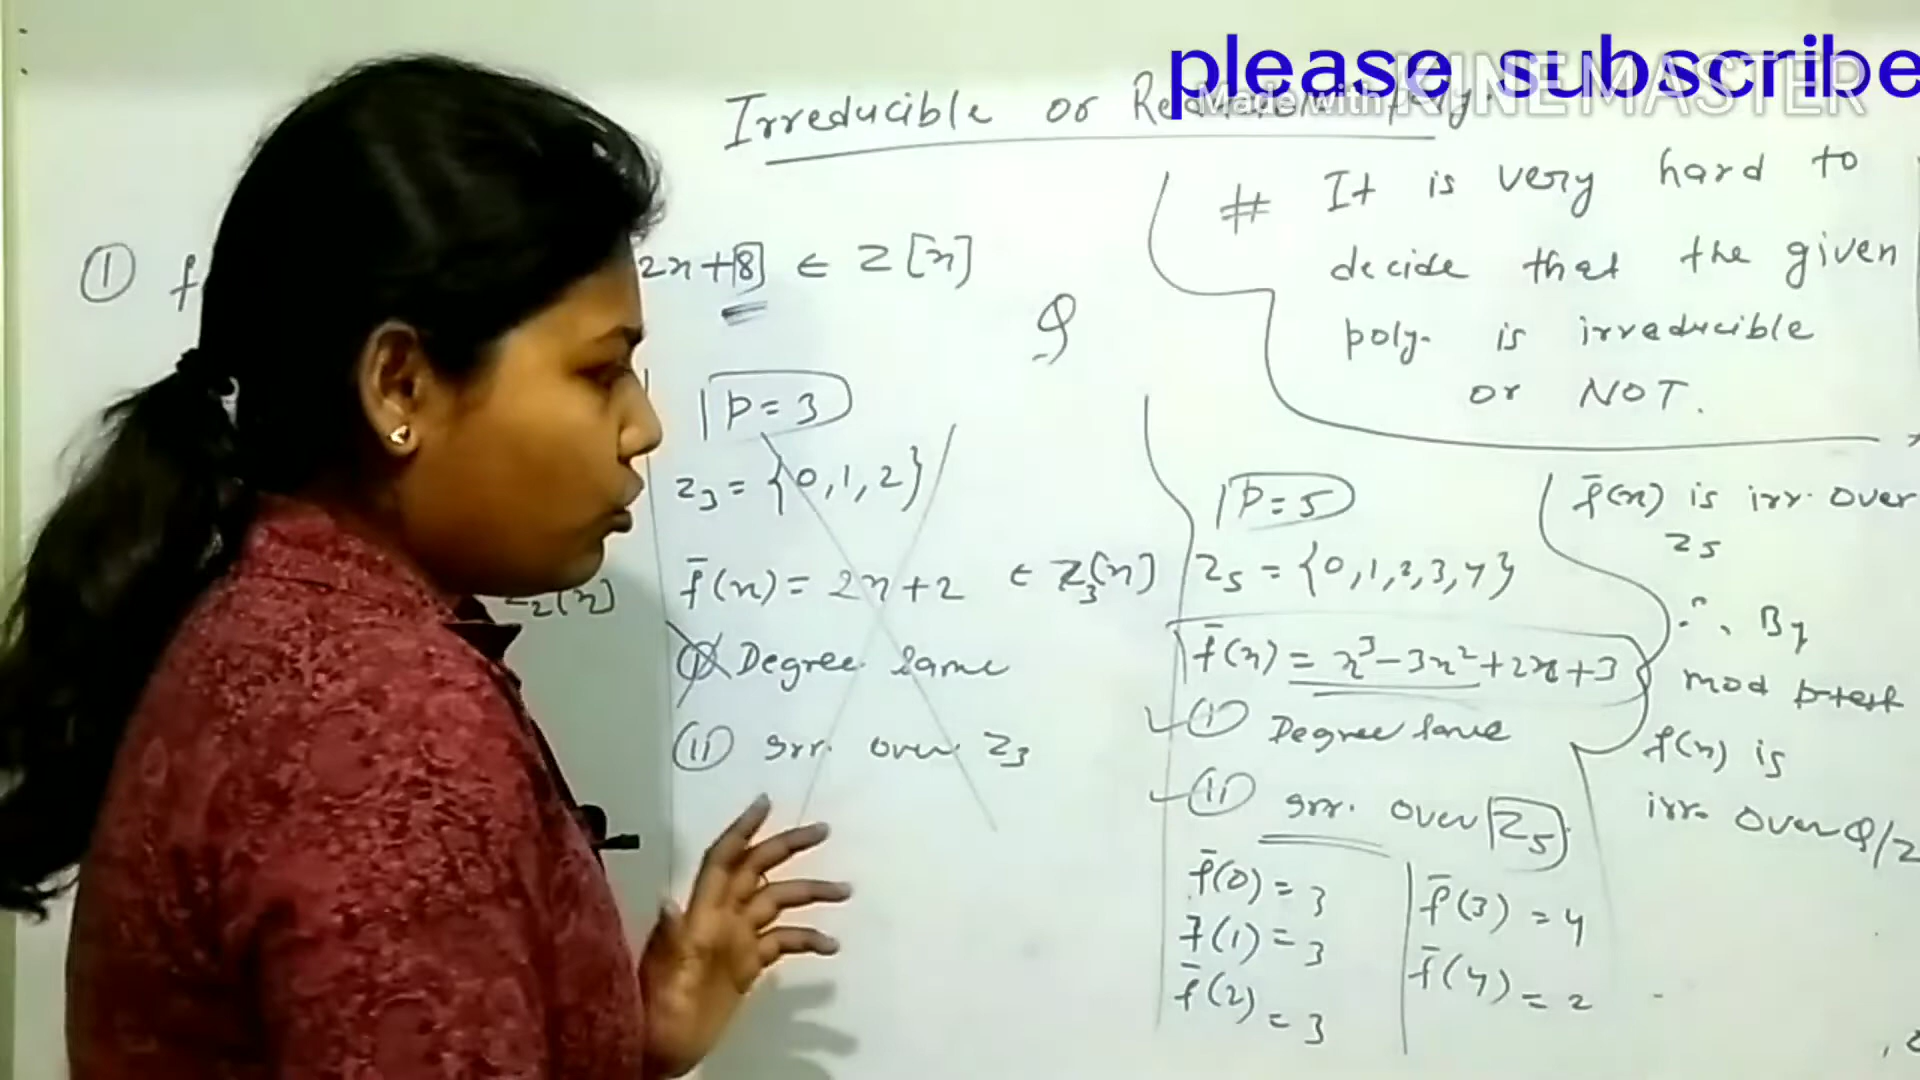 please subscribe
Made with KINEMASTER
Irreducible or poly.
① f 2x+8 ∈ Z[x]
Q
# It is very hard to
decide that the given
poly. is irreducible
or NOT.
p=3
Z₃ = {0,1,2}
f̄(x) = 2x+2 ∈ Z₃[x]
(i) Degree same
(ii) Irr. over Z₃
Z₂[x]
p=5
Z₅ = {0,1,2,3,4}
f̄(x) = x³-3x²+2x+3
(i) Degree same
(ii) Irr. over Z₅
f̄(0) = 3
f̄(1) = 3
f̄(2) = 3
f̄(3) = 4
f̄(4) = 2
f̄(x) is irr. over
Z₅
∴ By
mod p-test
f(x) is
irr. over Q/Z